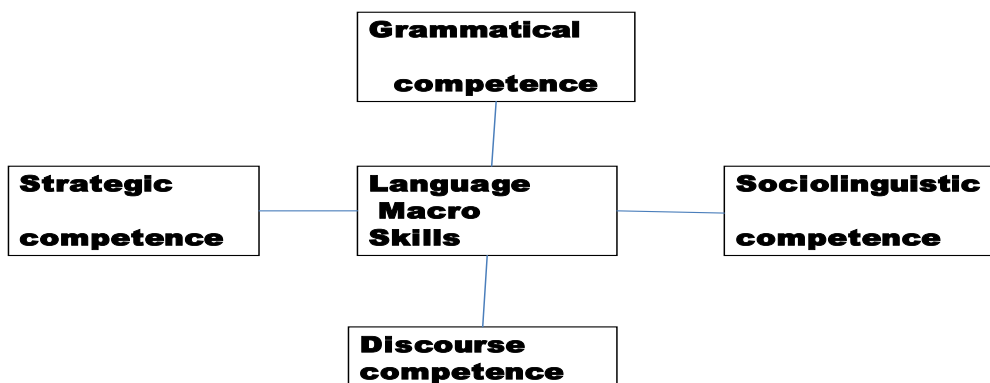 Grammatical
competence
Strategic
competence
Language
Macro
Skills
Sociolinguistic
competence
Discourse
competence